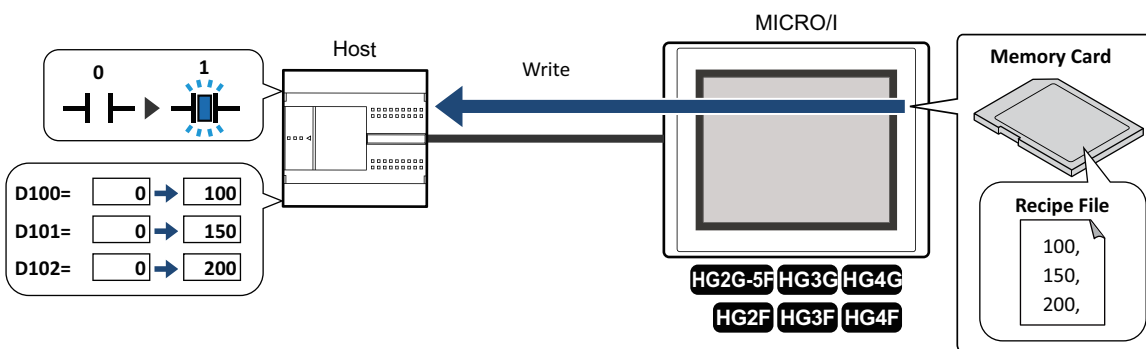 MICRO/I
Host
Write
Memory Card
0 1
D100= 0 100
D101= 0 150
D102= 0 200
Recipe File
100,
150,
200,
HG2G-5F HG3G HG4G
HG2F HG3F HG4F